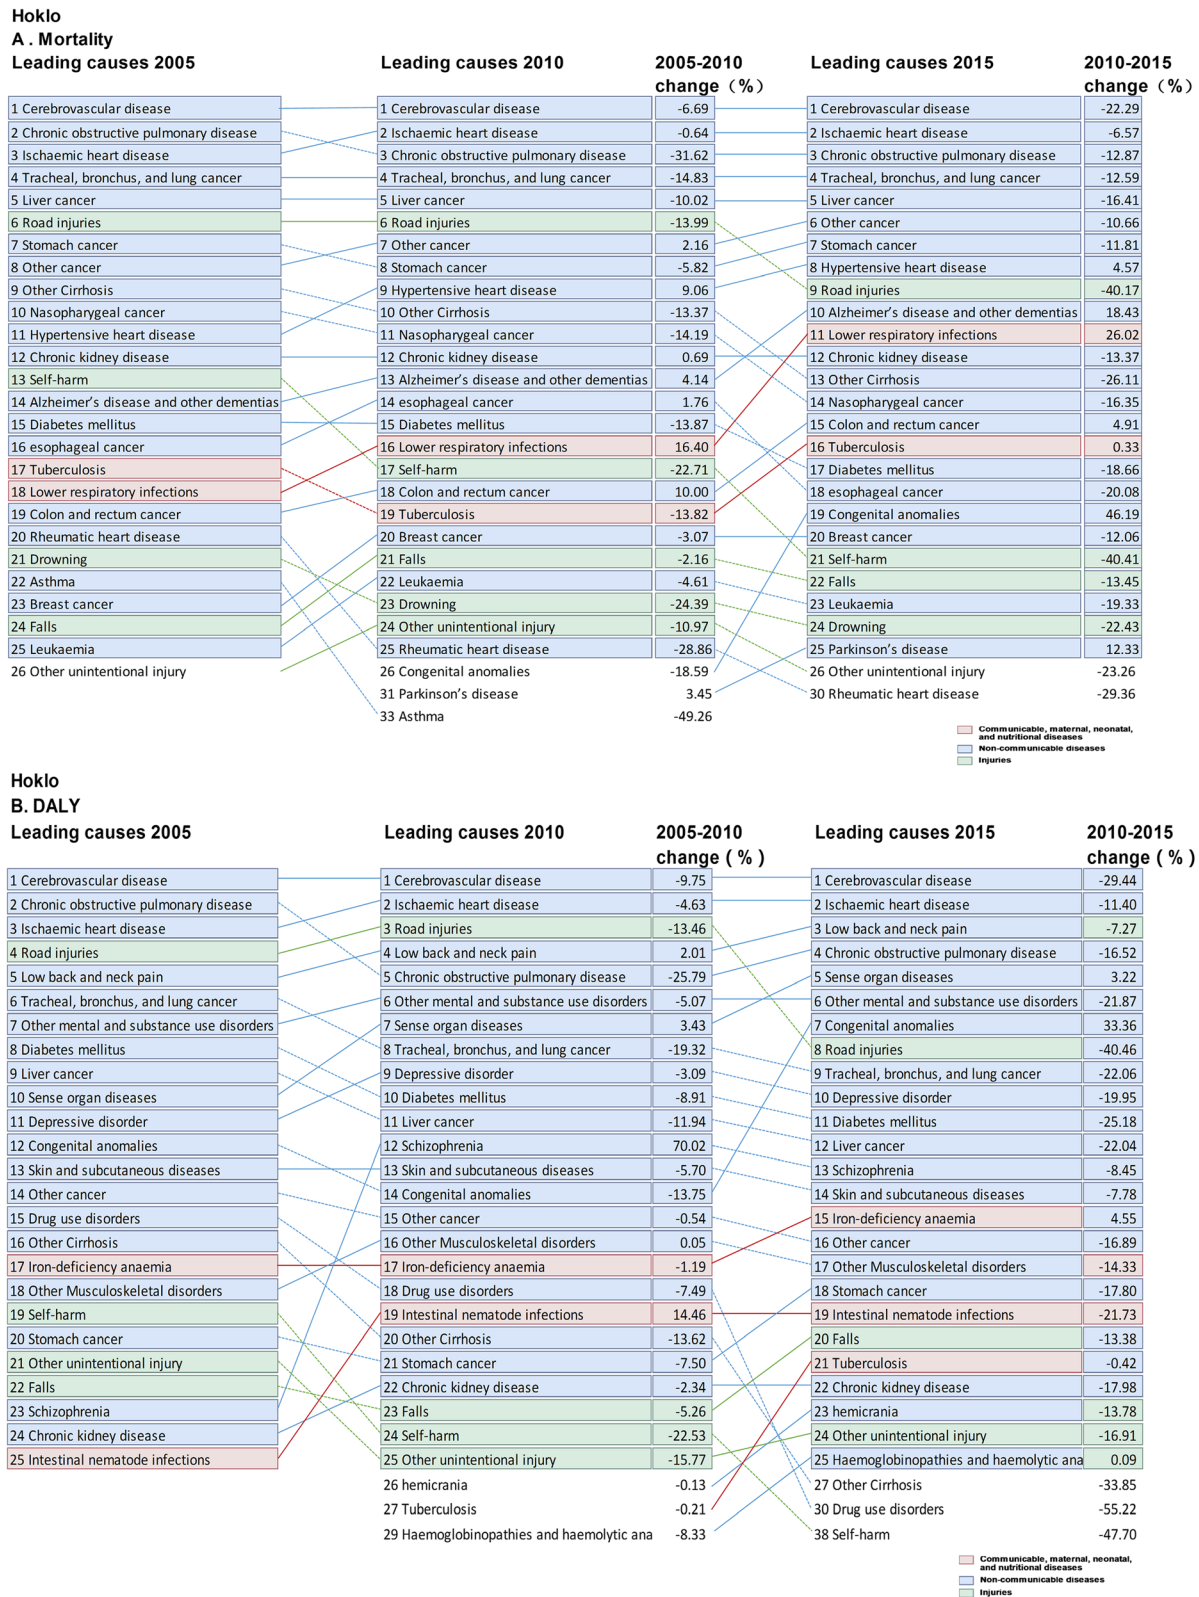 Hoklo
A . Mortality
Leading causes 2005 Leading causes 2010 2005-2010 Leading causes 2015 2010-2015
change（%） change（%）
1 Cerebrovascular disease 1 Cerebrovascular disease -6.69 1 Cerebrovascular disease -22.29
2 Chronic obstructive pulmonary disease 2 Ischaemic heart disease -0.64 2 Ischaemic heart disease -6.57
3 Ischaemic heart disease 3 Chronic obstructive pulmonary disease -31.62 3 Chronic obstructive pulmonary disease -12.87
4 Tracheal, bronchus, and lung cancer 4 Tracheal, bronchus, and lung cancer -14.83 4 Tracheal, bronchus, and lung cancer -12.59
5 Liver cancer 5 Liver cancer -10.02 5 Liver cancer -16.41
6 Road injuries 6 Road injuries -13.99 6 Other cancer -10.66
7 Stomach cancer 7 Other cancer 2.16 7 Stomach cancer -11.81
8 Other cancer 8 Stomach cancer -5.82 8 Hypertensive heart disease 4.57
9 Other Cirrhosis 9 Hypertensive heart disease 9.06 9 Road injuries -40.17
10 Nasopharygeal cancer 10 Other Cirrhosis -13.37 10 Alzheimer's disease and other dementias 18.43
11 Hypertensive heart disease 11 Nasopharygeal cancer -14.19 11 Lower respiratory infections 26.02
12 Chronic kidney disease 12 Chronic kidney disease 0.69 12 Chronic kidney disease -13.37
13 Self-harm 13 Alzheimer's disease and other dementias 4.14 13 Other Cirrhosis -26.11
14 Alzheimer's disease and other dementias 14 esophageal cancer 1.76 14 Nasopharygeal cancer -16.35
15 Diabetes mellitus 15 Diabetes mellitus -13.87 15 Colon and rectum cancer 4.91
16 esophageal cancer 16 Lower respiratory infections 16.40 16 Tuberculosis 0.33
17 Tuberculosis 17 Self-harm -22.71 17 Diabetes mellitus -18.66
18 Lower respiratory infections 18 Colon and rectum cancer 10.00 18 esophageal cancer -20.08
19 Colon and rectum cancer 19 Tuberculosis -13.82 19 Congenital anomalies 46.19
20 Rheumatic heart disease 20 Breast cancer -3.07 20 Breast cancer -12.06
21 Drowning 21 Falls -2.16 21 Self-harm -40.41
22 Asthma 22 Leukaemia -4.61 22 Falls -13.45
23 Breast cancer 23 Drowning -24.39 23 Leukaemia -19.33
24 Falls 24 Other unintentional injury -10.97 24 Drowning -22.43
25 Leukaemia 25 Rheumatic heart disease -28.86 25 Parkinson's disease 12.33
26 Other unintentional injury 26 Congenital anomalies -18.59 26 Other unintentional injury -23.26
31 Parkinson's disease 3.45 30 Rheumatic heart disease -29.36
33 Asthma -49.26
Communicable, maternal, neonatal,
and nutritional diseases
Non-communicable diseases
Injuries
Hoklo
B. DALY
Leading causes 2005 Leading causes 2010 2005-2010 Leading causes 2015 2010-2015
change ( % ) change ( % )
1 Cerebrovascular disease 1 Cerebrovascular disease -9.75 1 Cerebrovascular disease -29.44
2 Chronic obstructive pulmonary disease 2 Ischaemic heart disease -4.63 2 Ischaemic heart disease -11.40
3 Ischaemic heart disease 3 Road injuries -13.46 3 Low back and neck pain -7.27
4 Road injuries 4 Low back and neck pain 2.01 4 Chronic obstructive pulmonary disease -16.52
5 Low back and neck pain 5 Chronic obstructive pulmonary disease -25.79 5 Sense organ diseases 3.22
6 Tracheal, bronchus, and lung cancer 6 Other mental and substance use disorders -5.07 6 Other mental and substance use disorders -21.87
7 Other mental and substance use disorders 7 Sense organ diseases 3.43 7 Congenital anomalies 33.36
8 Diabetes mellitus 8 Tracheal, bronchus, and lung cancer -19.32 8 Road injuries -40.46
9 Liver cancer 9 Depressive disorder -3.09 9 Tracheal, bronchus, and lung cancer -22.06
10 Sense organ diseases 10 Diabetes mellitus -8.91 10 Depressive disorder -19.95
11 Depressive disorder 11 Liver cancer -11.94 11 Diabetes mellitus -25.18
12 Congenital anomalies 12 Schizophrenia 70.02 12 Liver cancer -22.04
13 Skin and subcutaneous diseases 13 Skin and subcutaneous diseases -5.70 13 Schizophrenia -8.45
14 Other cancer 14 Congenital anomalies -13.75 14 Skin and subcutaneous diseases -7.78
15 Drug use disorders 15 Other cancer -0.54 15 Iron-deficiency anaemia 4.55
16 Other Cirrhosis 16 Other Musculoskeletal disorders 0.05 16 Other cancer -16.89
17 Iron-deficiency anaemia 17 Iron-deficiency anaemia -1.19 17 Other Musculoskeletal disorders -14.33
18 Other Musculoskeletal disorders 18 Drug use disorders -7.49 18 Stomach cancer -17.80
19 Self-harm 19 Intestinal nematode infections 14.46 19 Intestinal nematode infections -21.73
20 Stomach cancer 20 Other Cirrhosis -13.62 20 Falls -13.38
21 Other unintentional injury 21 Stomach cancer -7.50 21 Tuberculosis -0.42
22 Falls 22 Chronic kidney disease -2.34 22 Chronic kidney disease -17.98
23 Schizophrenia 23 Falls -5.26 23 hemicrania -13.78
24 Chronic kidney disease 24 Self-harm -22.53 24 Other unintentional injury -16.91
25 Intestinal nematode infections 25 Other unintentional injury -15.77 25 Haemoglobinopathies and haemolytic ana 0.09
26 hemicrania -0.13 27 Other Cirrhosis -33.85
27 Tuberculosis -0.21 30 Drug use disorders -55.22
29 Haemoglobinopathies and haemolytic ana -8.33 38 Self-harm -47.70
Communicable, maternal, neonatal,
and nutritional diseases
Non-communicable diseases
Injuries